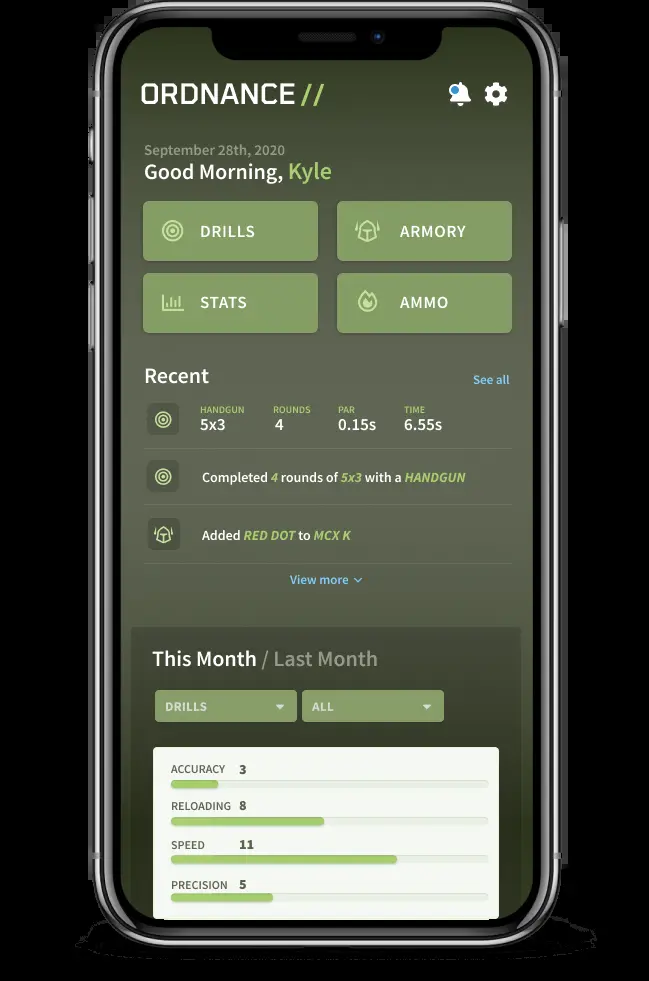 ORDNANCE //
September 28th, 2020
Good Morning, Kyle
DRILLS
ARMORY
STATS
AMMO
Recent
See all
HANDGUN ROUNDS PAR TIME
5x3 4 0.15s 6.55s
Completed 4 rounds of 5x3 with a HANDGUN
Added RED DOT to MCX K
View more
This Month / Last Month
DRILLS
ALL
ACCURACY 3
RELOADING 8
SPEED 11
PRECISION 5